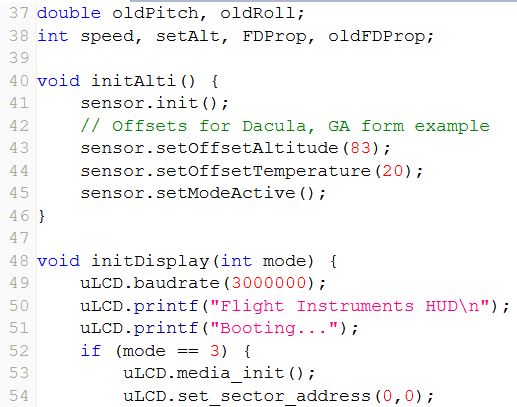 37 double oldPitch, oldRoll;
38 int speed, setAlt, FDProp, oldFDProp;
39
40 void initAlti() {
41     sensor.init();
42     // Offsets for Dacula, GA form example
43     sensor.setOffsetAltitude(83);
44     sensor.setOffsetTemperature(20);
45     sensor.setModeActive();
46 }
47
48 void initDisplay(int mode) {
49     uLCD.baudrate(3000000);
50     uLCD.printf("Flight Instruments HUD\n");
51     uLCD.printf("Booting...");
52     if (mode == 3) {
53         uLCD.media_init();
54         uLCD.set_sector_address(0,0);